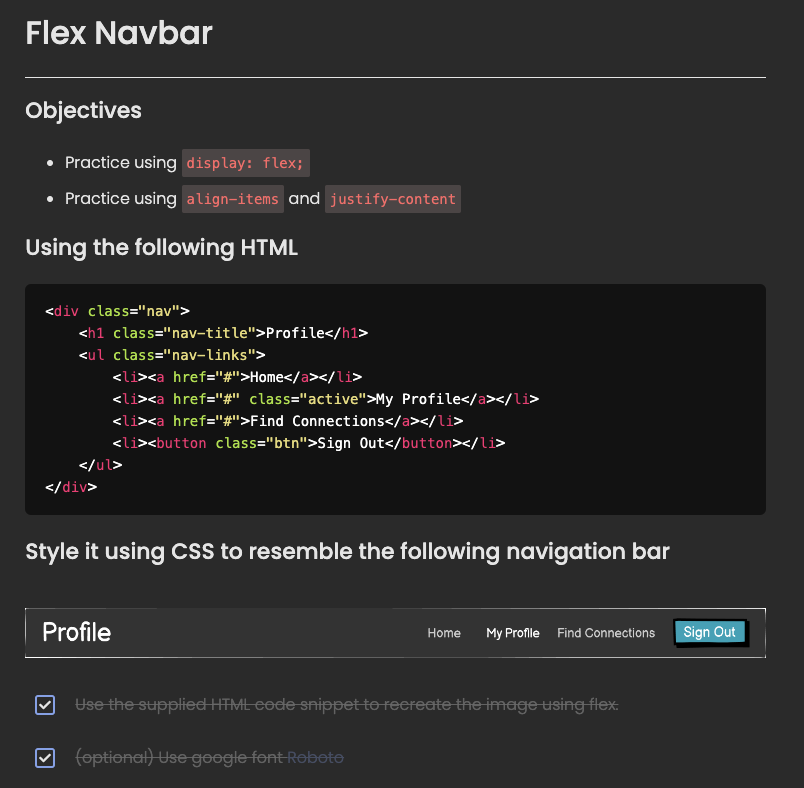 Flex Navbar
Objectives
Practice using display: flex;
Practice using align-items and justify-content
Using the following HTML
<div class="nav">
    <h1 class="nav-title">Profile</h1>
    <ul class="nav-links">
        <li><a href="#">Home</a></li>
        <li><a href="#" class="active">My Profile</a></li>
        <li><a href="#">Find Connections</a></li>
        <li><button class="btn">Sign Out</button></li>
    </ul>
</div>
Style it using CSS to resemble the following navigation bar
Profile Home My Profile Find Connections Sign Out
Use the supplied HTML code snippet to recreate the image using flex.
(optional) Use google font Roboto